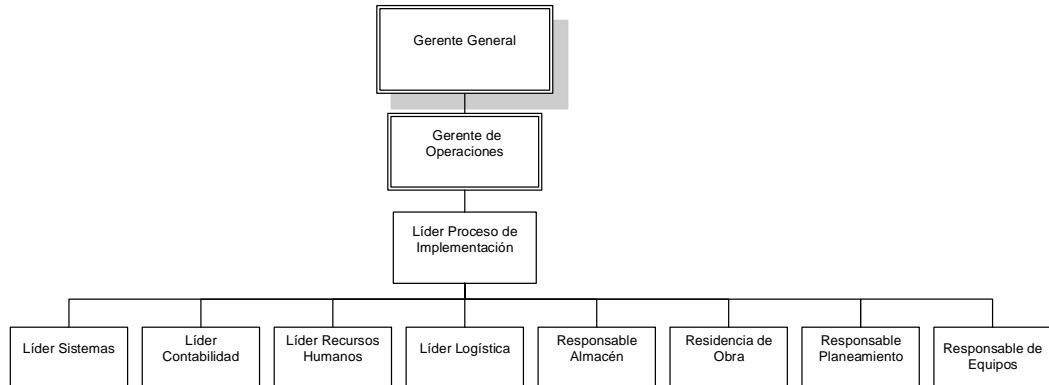 Gerente General
Gerente de
Operaciones
Líder Proceso de
Implementación
Líder Sistemas
Líder
Contabilidad
Líder Recursos
Humanos
Líder Logística
Responsable
Almacén
Residencia de
Obra
Responsable
Planeamiento
Responsable de
Equipos